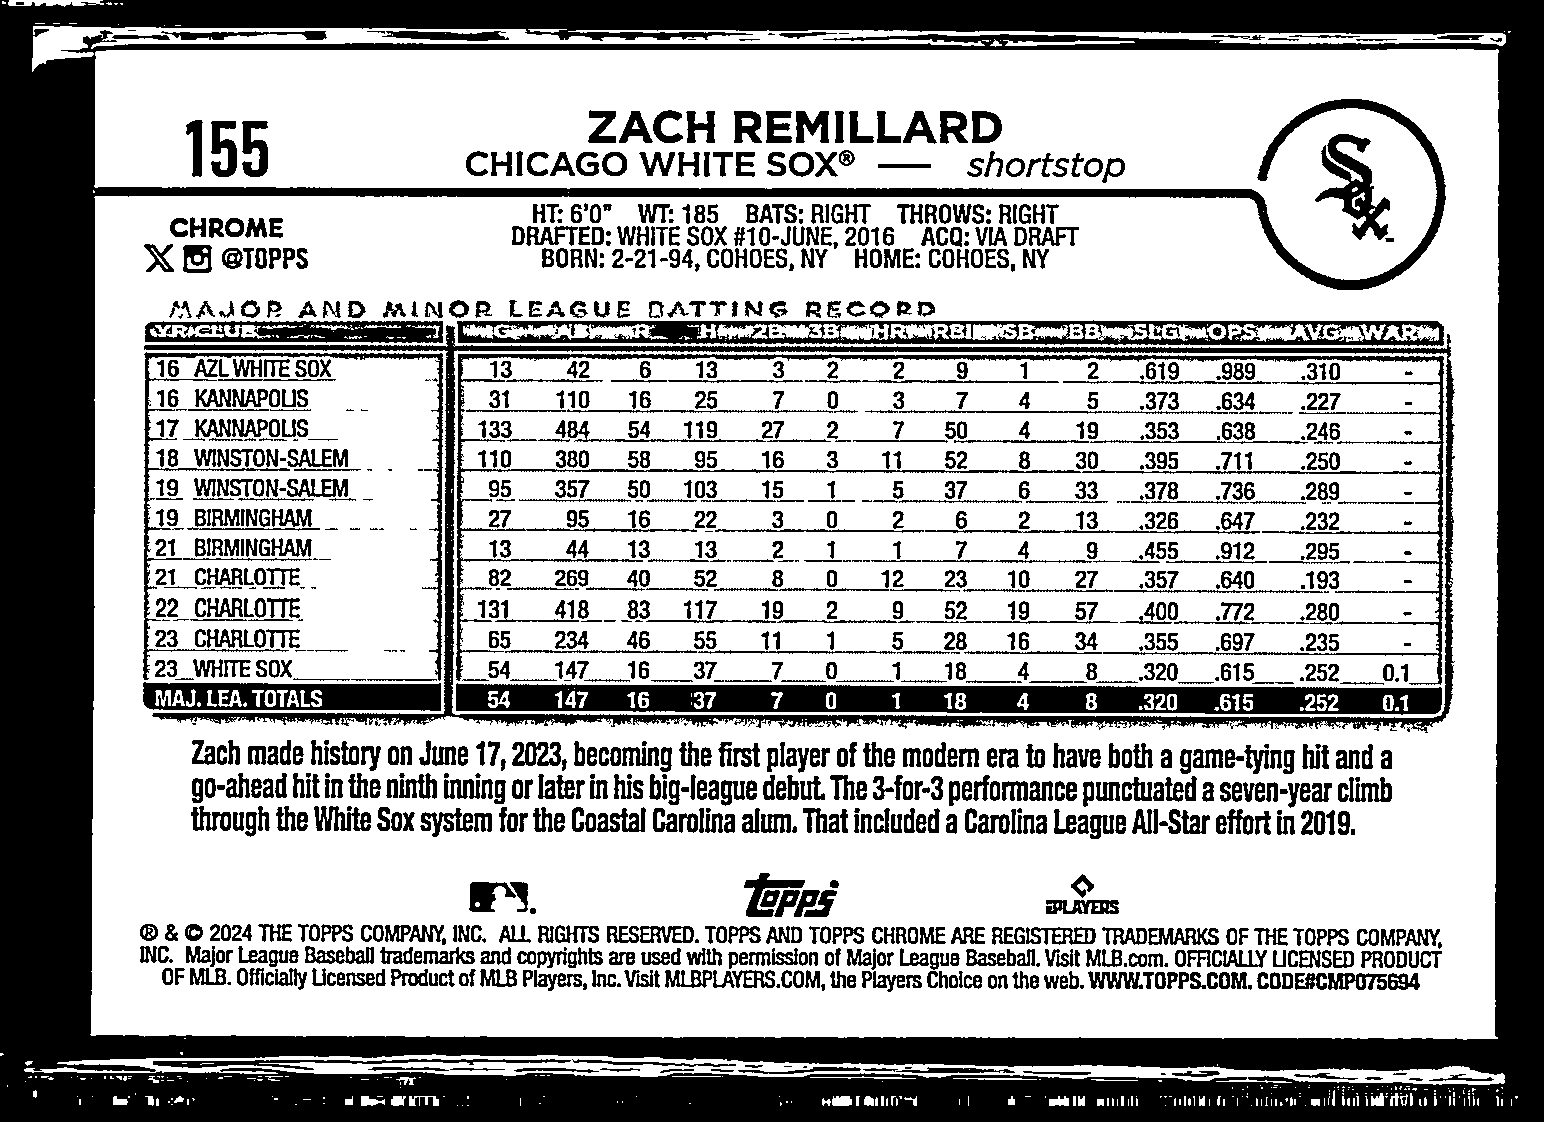 155
ZACH REMILLARD
CHICAGO WHITE SOX® — shortstop
CHROME
X @TOPPS
HT: 6'0" WT: 185 BATS: RIGHT THROWS: RIGHT
DRAFTED: WHITE SOX #10-JUNE, 2016 ACQ: VIA DRAFT
BORN: 2-21-94, COHOES, NY HOME: COHOES, NY
SOX
MAJOR AND MINOR LEAGUE BATTING RECORD
YR CLUB G AB R H 2B 3B HR RBI SB BB SLG OPS AVG WAR
16 AZL WHITE SOX 13 42 6 13 3 2 2 9 1 2 .619 .989 .310 -
16 KANNAPOLIS 31 110 16 25 7 0 3 7 4 5 .373 .634 .227 -
17 KANNAPOLIS 133 484 54 119 27 2 7 50 4 19 .353 .638 .246 -
18 WINSTON-SALEM 110 380 58 95 16 3 11 52 8 30 .395 .711 .250 -
19 WINSTON-SALEM 95 357 50 103 15 1 5 37 6 33 .378 .736 .289 -
19 BIRMINGHAM 27 95 16 22 3 0 2 6 2 13 .326 .647 .232 -
21 BIRMINGHAM 13 44 13 13 2 1 1 7 4 9 .455 .912 .295 -
21 CHARLOTTE 82 269 40 52 8 0 12 23 10 27 .357 .640 .193 -
22 CHARLOTTE 131 418 83 117 19 2 9 52 19 57 .400 .772 .280 -
23 CHARLOTTE 65 234 46 55 11 1 5 28 16 34 .355 .697 .235 -
23 WHITE SOX 54 147 16 37 7 0 1 18 4 8 .320 .615 .252 0.1
MAJ. LEA. TOTALS 54 147 16 37 7 0 1 18 4 8 .320 .615 .252 0.1
Zach made history on June 17, 2023, becoming the first player of the modern era to have both a game-tying hit and a
go-ahead hit in the ninth inning or later in his big-league debut. The 3-for-3 performance punctuated a seven-year climb
through the White Sox system for the Coastal Carolina alum. That included a Carolina League All-Star effort in 2019.
topps
PLAYERS
® & © 2024 THE TOPPS COMPANY, INC. ALL RIGHTS RESERVED. TOPPS AND TOPPS CHROME ARE REGISTERED TRADEMARKS OF THE TOPPS COMPANY,
INC. Major League Baseball trademarks and copyrights are used with permission of Major League Baseball. Visit MLB.com. OFFICIALLY LICENSED PRODUCT
OF MLB. Officially Licensed Product of MLB Players, Inc. Visit MLBPLAYERS.COM, the Players Choice on the web. WWW.TOPPS.COM. CODE#CMP075694